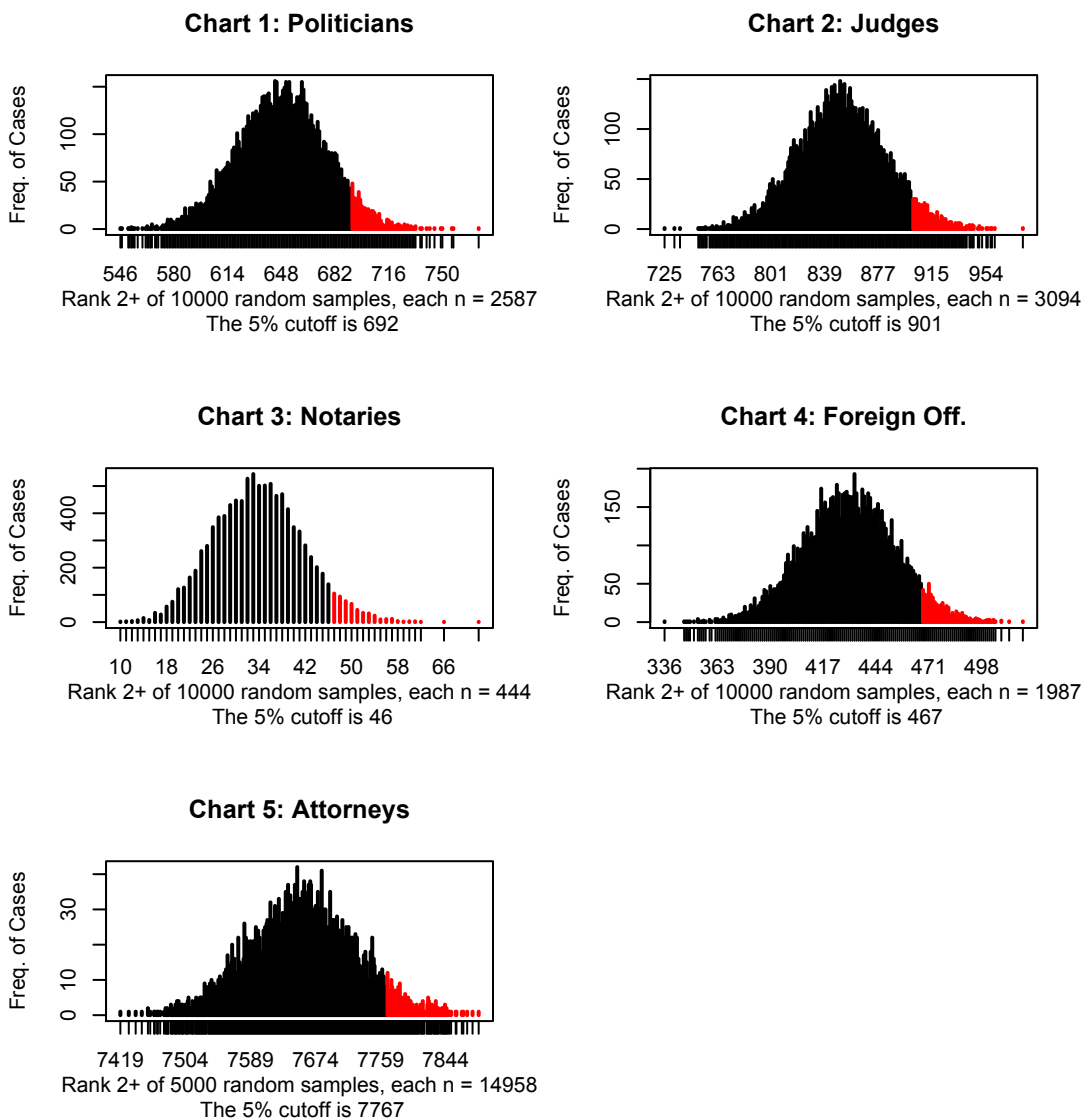 Chart 1: Politicians
Freq. of Cases
0 50 100
546 580 614 648 682 716 750
Rank 2+ of 10000 random samples, each n = 2587
The 5% cutoff is 692
Chart 2: Judges
Freq. of Cases
0 50 100 150
725 763 801 839 877 915 954
Rank 2+ of 10000 random samples, each n = 3094
The 5% cutoff is 901
Chart 3: Notaries
Freq. of Cases
0 200 400
10 18 26 34 42 50 58 66
Rank 2+ of 10000 random samples, each n = 444
The 5% cutoff is 46
Chart 4: Foreign Off.
Freq. of Cases
0 50 150
336 363 390 417 444 471 498
Rank 2+ of 10000 random samples, each n = 1987
The 5% cutoff is 467
Chart 5: Attorneys
Freq. of Cases
0 10 30
7419 7504 7589 7674 7759 7844
Rank 2+ of 5000 random samples, each n = 14958
The 5% cutoff is 7767